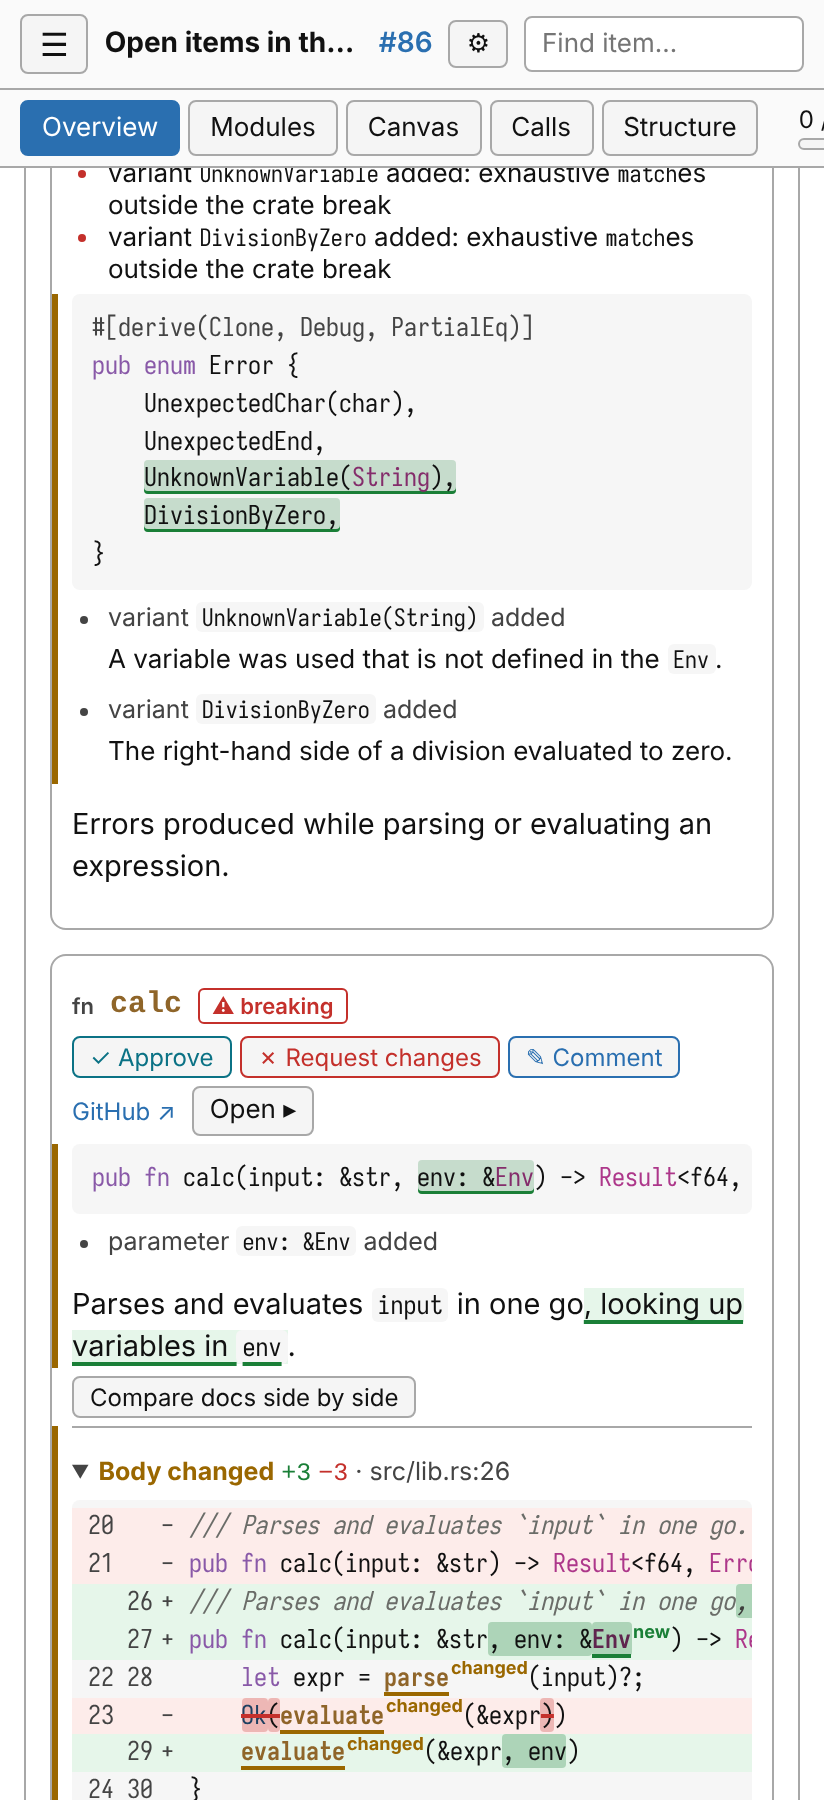 ☰ Open items in th... #86 ⚙ Find item...
Overview Modules Canvas Calls Structure 0 /
• variant UnknownVariable added: exhaustive matches
outside the crate break
• variant DivisionByZero added: exhaustive matches
outside the crate break
#[derive(Clone, Debug, PartialEq)]
pub enum Error {
    UnexpectedChar(char),
    UnexpectedEnd,
    UnknownVariable(String),
    DivisionByZero,
}
• variant UnknownVariable(String) added
A variable was used that is not defined in the Env.
• variant DivisionByZero added
The right-hand side of a division evaluated to zero.
Errors produced while parsing or evaluating an
expression.
fn calc ⚠ breaking
✓ Approve × Request changes ✎ Comment
GitHub ↗ Open ▸
pub fn calc(input: &str, env: &Env) -> Result<f64,
• parameter env: &Env added
Parses and evaluates input in one go, looking up
variables in env.
Compare docs side by side
▼ Body changed +3 −3 · src/lib.rs:26
20 − /// Parses and evaluates `input` in one go.
21 − pub fn calc(input: &str) -> Result<f64, Erro
26 + /// Parses and evaluates `input` in one go,
27 + pub fn calc(input: &str, env: &Env new) -> Re
22 28 let expr = parse changed(input)?;
23 − Ok(evaluate changed(&expr))
29 + evaluate changed(&expr, env)
24 30 }